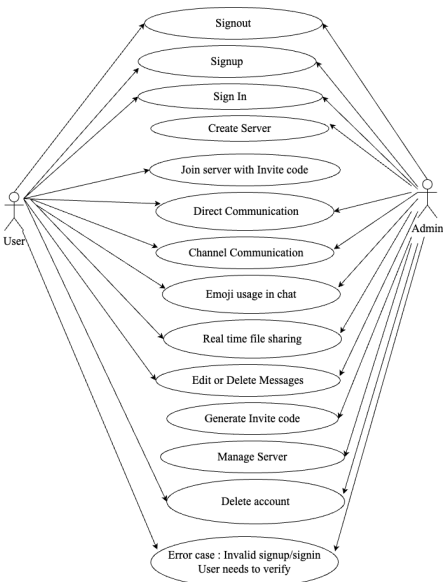 Signout
Signup
Sign In
Create Server
Join server with Invite code
Direct Communication
User
Admin
Channel Communication
Emoji usage in chat
Real time file sharing
Edit or Delete Messages
Generate Invite code
Manage Server
Delete account
Error case : Invalid signup/signin
User needs to verify